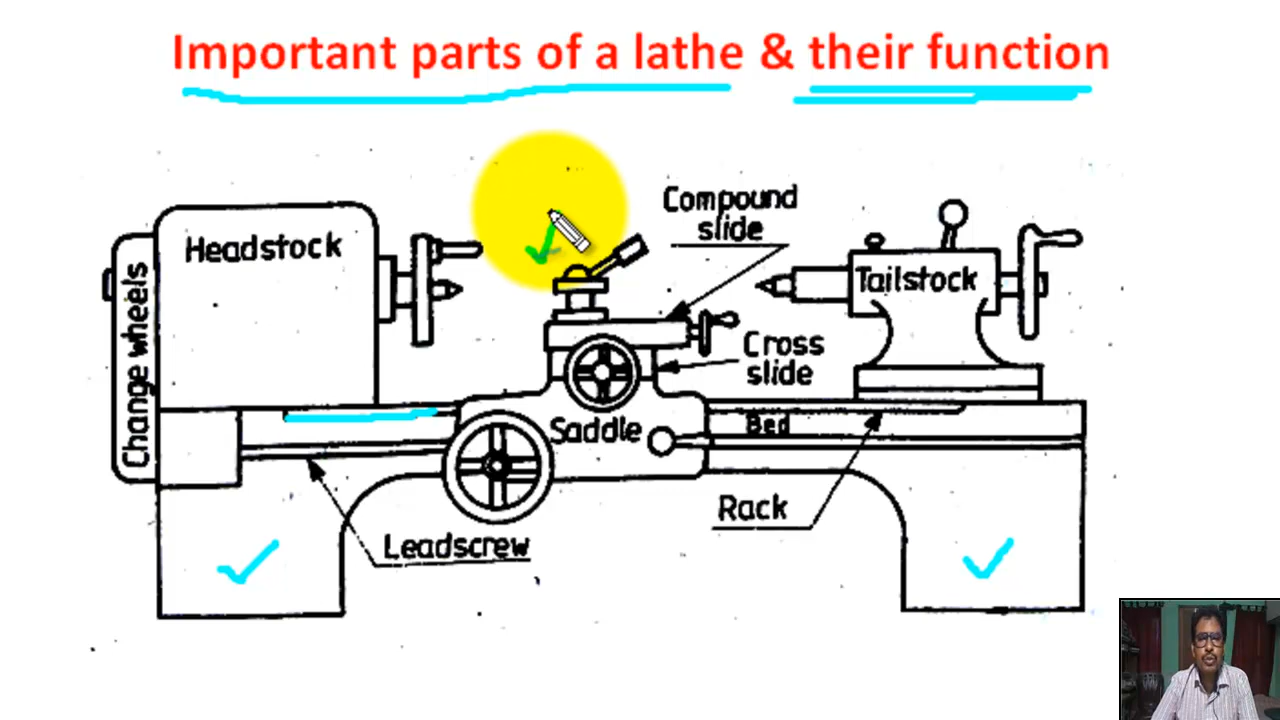 Important parts of a lathe & their function
Compound
slide
Headstock
Tailstock
Change wheels
Cross
slide
Saddle
Bed
Rack
Leadscrew